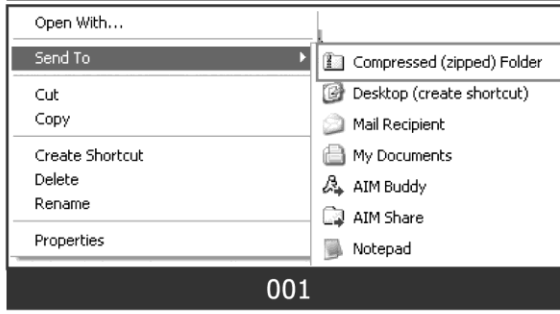 Open With...
Send To
Cut
Copy
Create Shortcut
Delete
Rename
Properties
Compressed (zipped) Folder
Desktop (create shortcut)
Mail Recipient
My Documents
AIM Buddy
AIM Share
Notepad
001